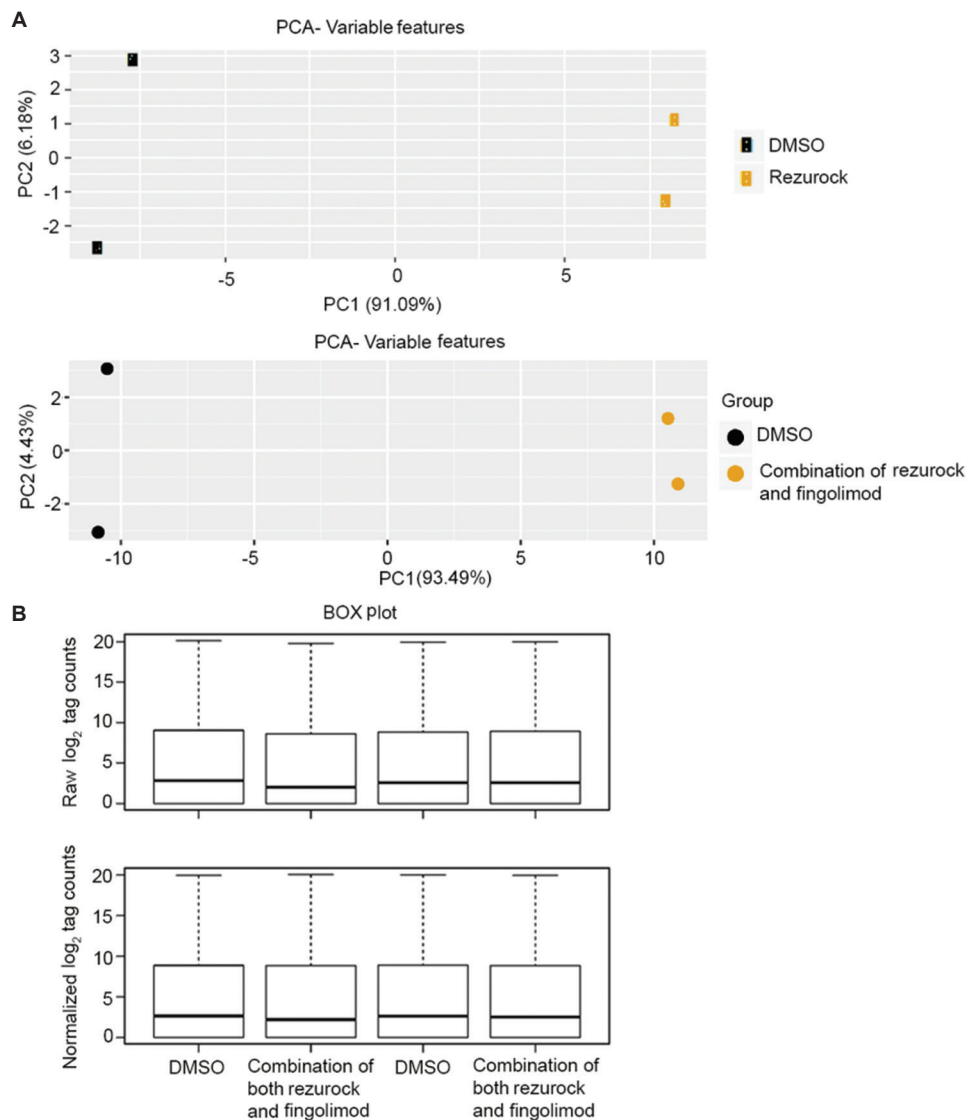 A
PCA- Variable features
3
2
1
0
-1
-2
PC2 (6.18%)
-5
0
5
PC1 (91.09%)
DMSO
Rezurock
PCA- Variable features
2
0
-2
PC2 (4.43%)
-10
-5
0
5
10
PC1(93.49%)
Group
DMSO
Combination of rezurock
and fingolimod
B
BOX plot
20
15
10
5
0
Raw log2 tag counts
20
15
10
5
0
Normalized log2 tag counts
DMSO
Combination of
both rezurock
and fingolimod
DMSO
Combination of
both rezurock
and fingolimod